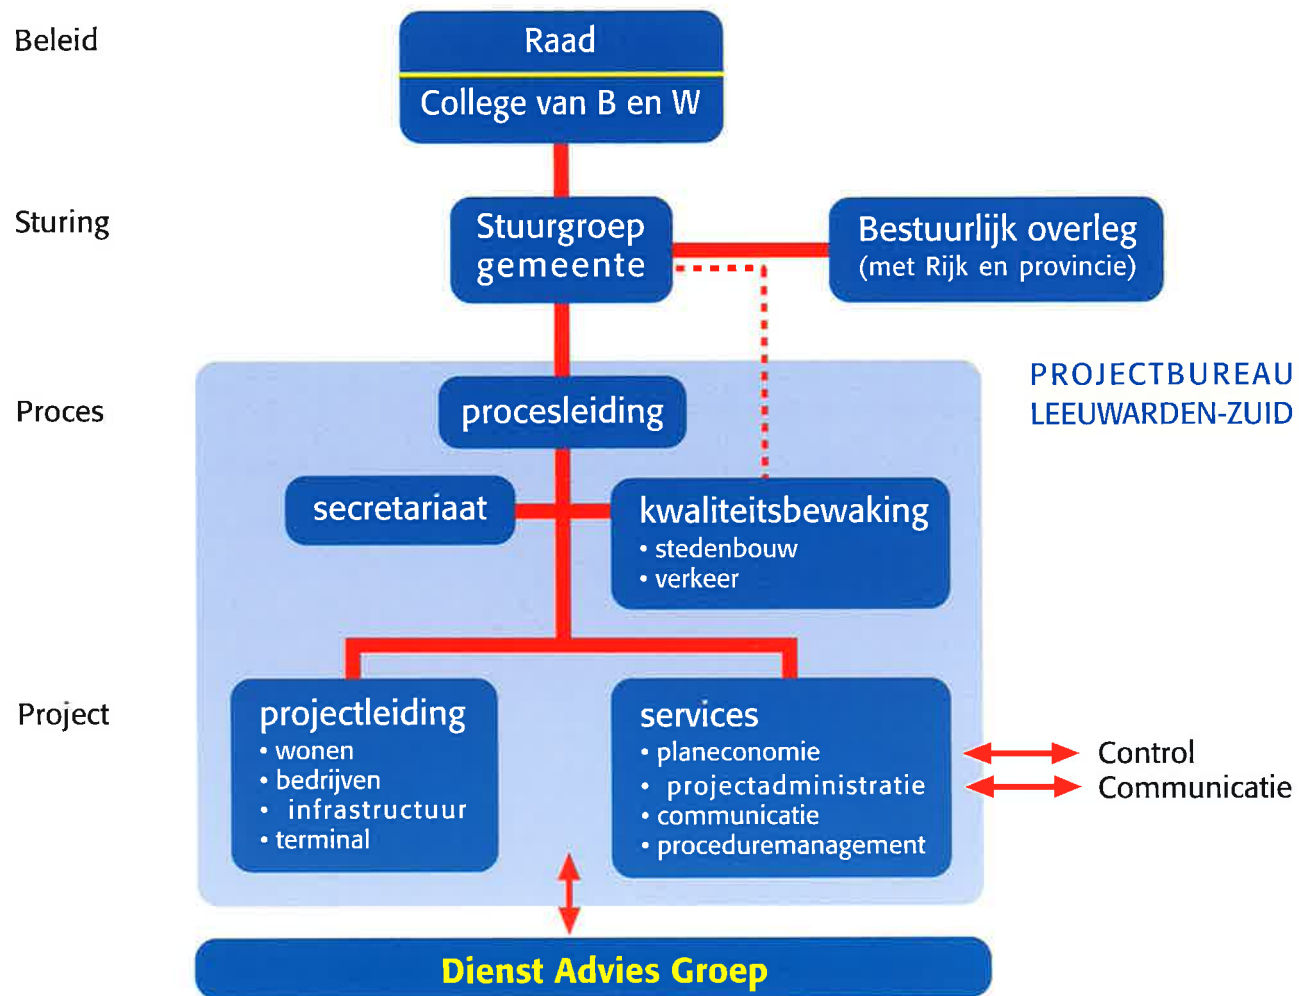 Beleid
Raad
College van B en W
Sturing
Stuurgroep
gemeente
Bestuurlijk overleg
(met Rijk en provincie)
PROJECTBUREAU
LEEUWARDEN-ZUID
Proces
procesleiding
secretariaat
kwaliteitsbewaking
• stedenbouw
• verkeer
Project
projectleiding
• wonen
• bedrijven
• infrastructuur
• terminal
services
• planeconomie
• projectadministratie
• communicatie
• proceduremanagement
Control
Communicatie
Dienst Advies Groep